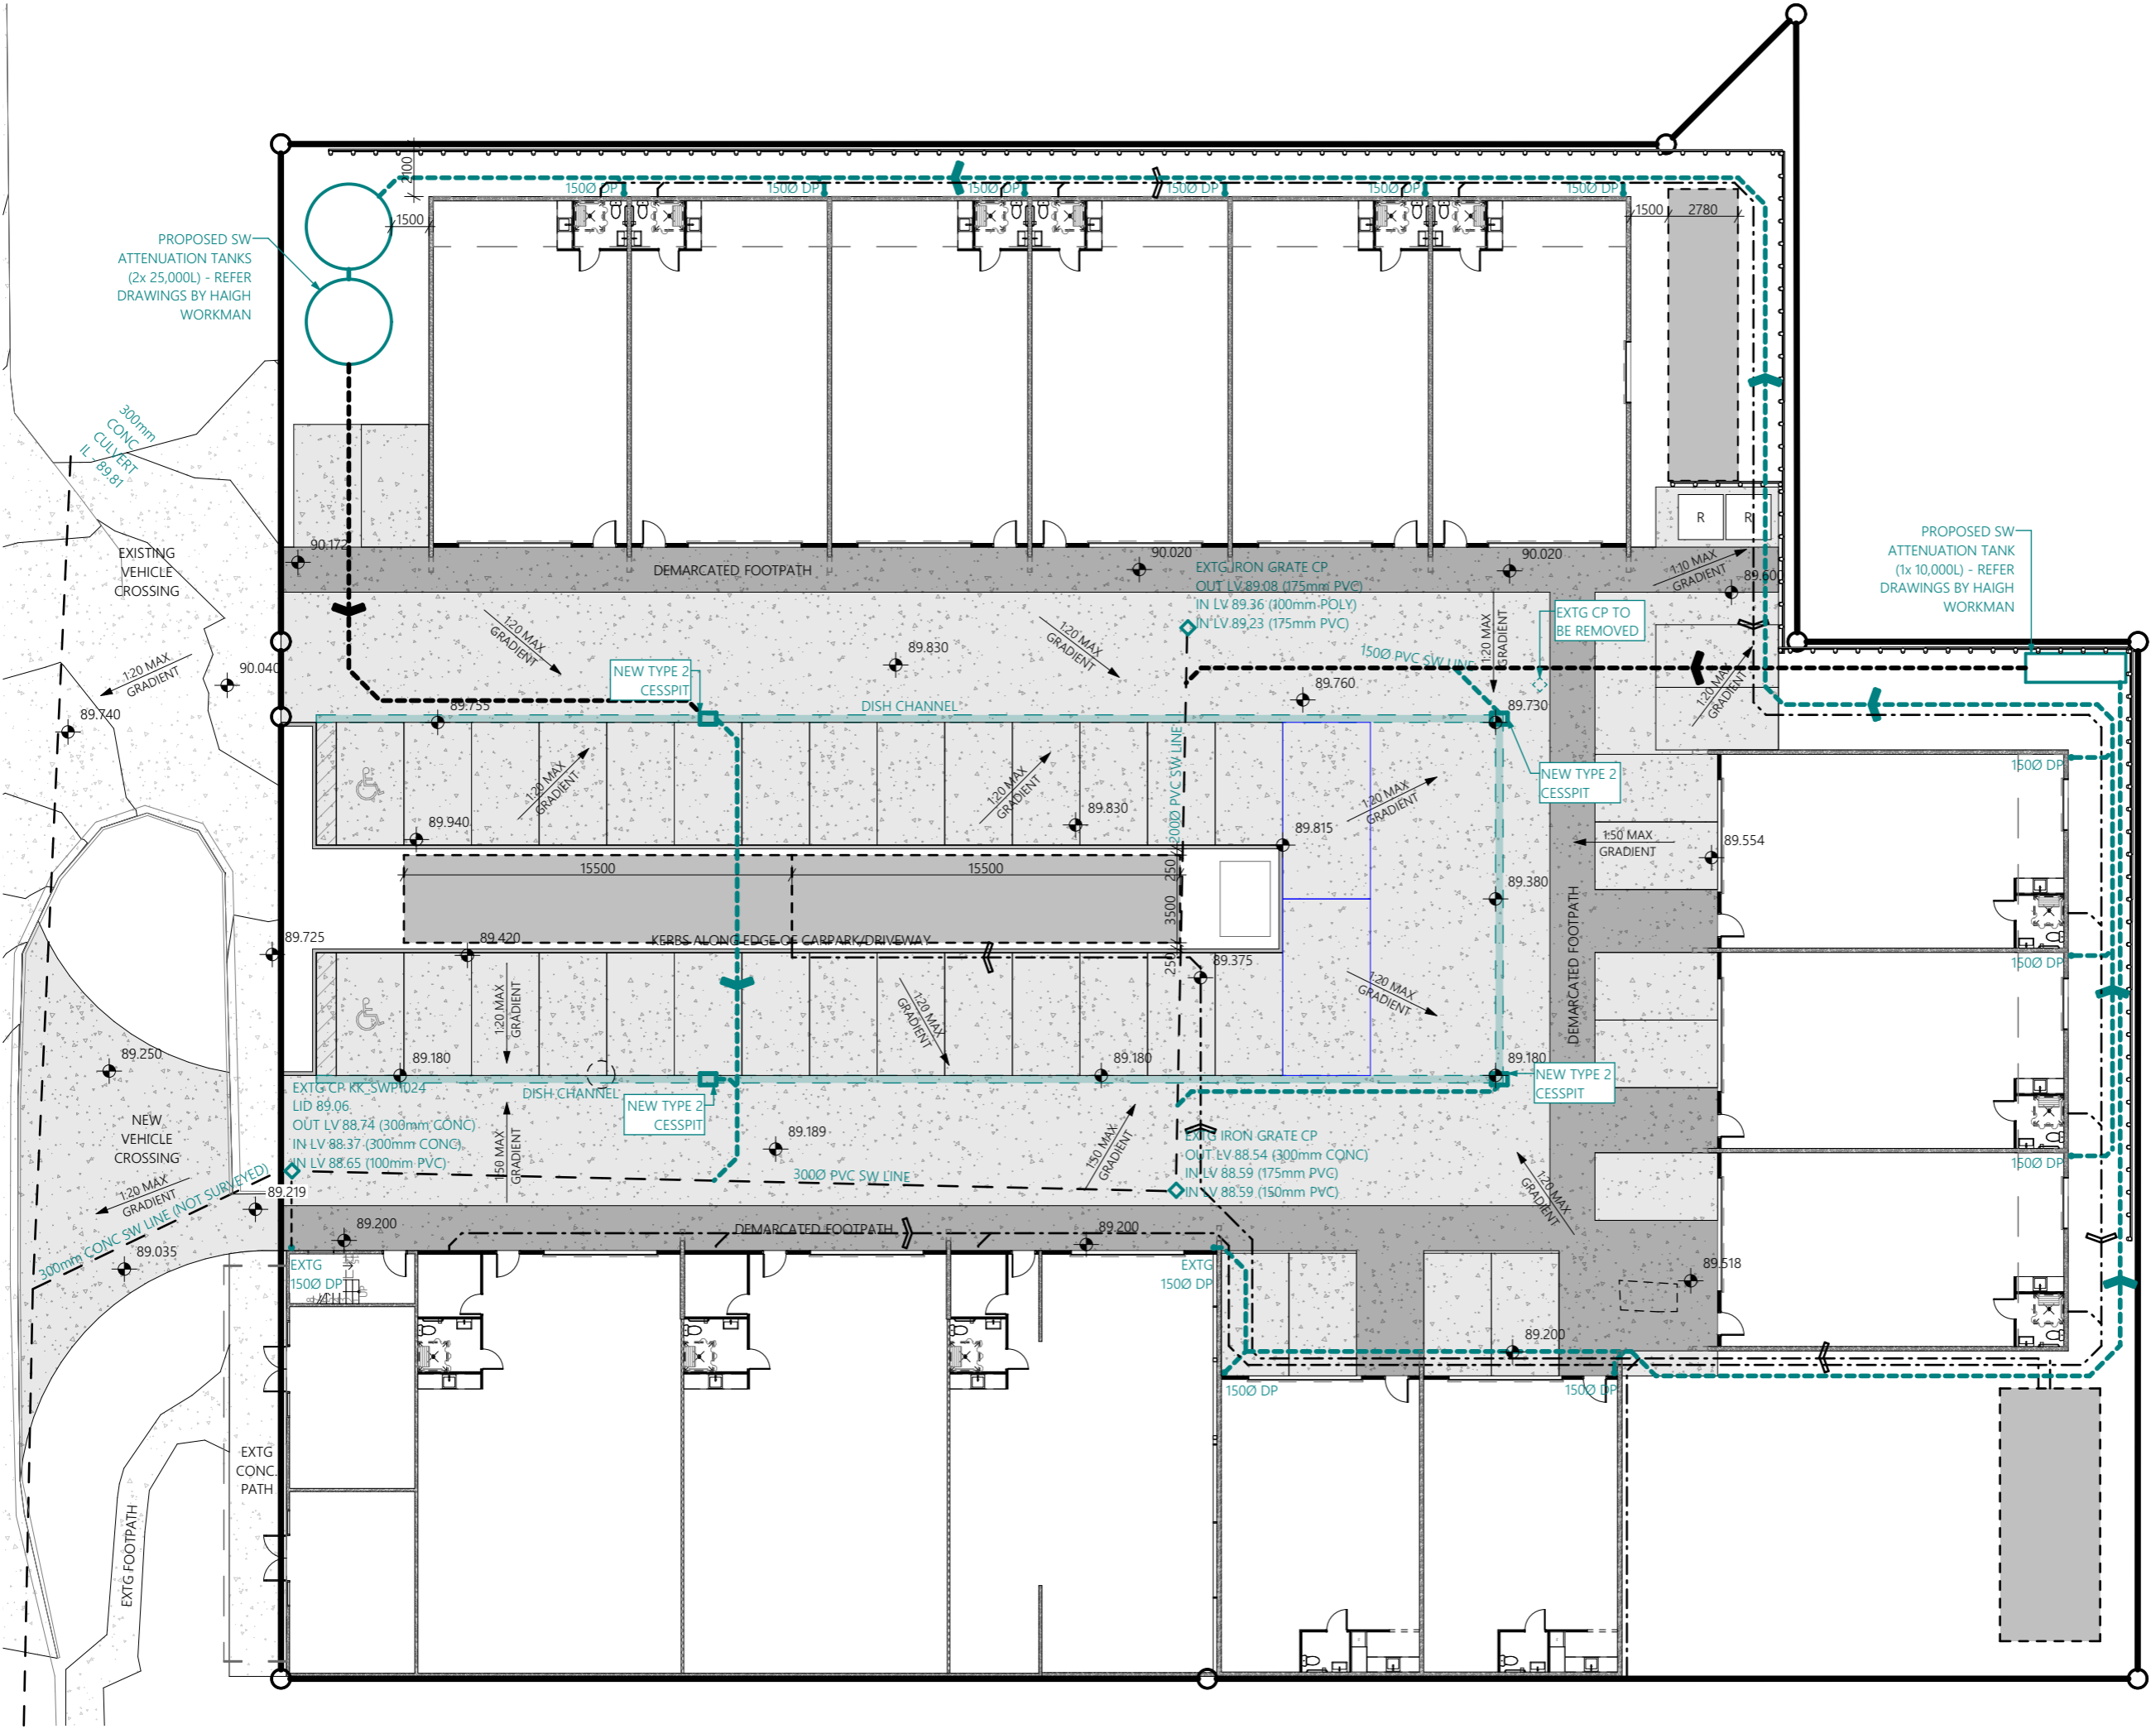 2100
150Ø DP
150Ø DP
150Ø DP
150Ø DP
150Ø DP
150Ø DP
1500
1500
2780
PROPOSED SW
ATTENUATION TANKS
(2x 25,000L) - REFER
DRAWINGS BY HAIGH
WORKMAN
300mm
CONC
CULVERT
IL - 89.81
EXISTING
VEHICLE
CROSSING
R
R
PROPOSED SW
ATTENUATION TANK
(1x 10,000L) - REFER
DRAWINGS BY HAIGH
WORKMAN
90.172
DEMARCATED FOOTPATH
90.020
90.020
1:10 MAX
GRADIENT
89.600
EXTG IRON GRATE CP
OUT LV 89.08 (175mm PVC)
IN LV 89.36 (100mm POLY)
IN LV 89.23 (175mm PVC)
EXTG CP TO
BE REMOVED
1:20 MAX
GRADIENT
1:20 MAX
GRADIENT
1:20 MAX
GRADIENT
1:20 MAX
GRADIENT
1:20 MAX
GRADIENT
90.040
89.830
NEW TYPE 2
CESSPIT
150Ø PVC SW LINE
89.760
89.740
89.755
DISH CHANNEL
89.730
200Ø PVC SW LINE
NEW TYPE 2
CESSPIT
150Ø DP
1:20 MAX
GRADIENT
1:20 MAX
GRADIENT
1:20 MAX
GRADIENT
89.940
89.830
89.815
1:50 MAX
GRADIENT
89.554
15500
15500
250
3500
250
89.380
DEMARCATED FOOTPATH
89.725
89.420
KERBS ALONG EDGE OF CARPARK/DRIVEWAY
89.375
150Ø DP
1:20 MAX
GRADIENT
1:20 MAX
GRADIENT
1:20 MAX
GRADIENT
89.250
89.180
89.180
89.180
NEW TYPE 2
CESSPIT
EXTG CP KK_SWP1024
LID 89.06
OUT LV 88.74 (300mm CONC)
IN LV 88.37 (300mm CONC)
IN LV 88.65 (100mm PVC)
DISH CHANNEL
NEW TYPE 2
CESSPIT
NEW
VEHICLE
CROSSING
1:50 MAX
GRADIENT
89.189
1:50 MAX
GRADIENT
EXTG IRON GRATE CP
OUT LV 88.54 (300mm CONC)
IN LV 88.59 (175mm PVC)
IN LV 88.59 (150mm PVC)
1:20 MAX
GRADIENT
150Ø DP
300Ø PVC SW LINE
1:20 MAX
GRADIENT
300mm CONC SW LINE (NOT SURVEYED)
89.219
89.035
89.200
DEMARCATED FOOTPATH
89.200
EXTG
150Ø DP
EXTG
150Ø DP
89.518
89.200
150Ø DP
150Ø DP
EXTG
CONC.
PATH
EXTG FOOTPATH